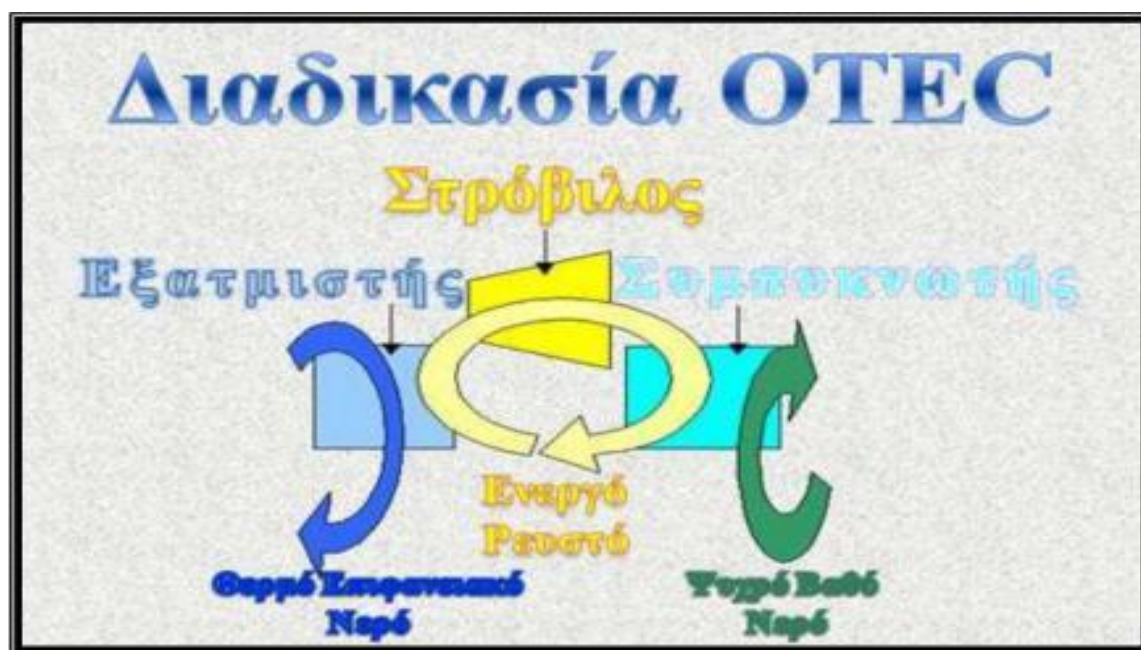 Διαδικασία OTEC
Στρόβιλος
Εξατμιστής
Συμπυκνωτής
Ενεργό
Ρευστό
Θερμό Επιφανειακό
Νερό
Ψυχρό Βαθύ
Νερό